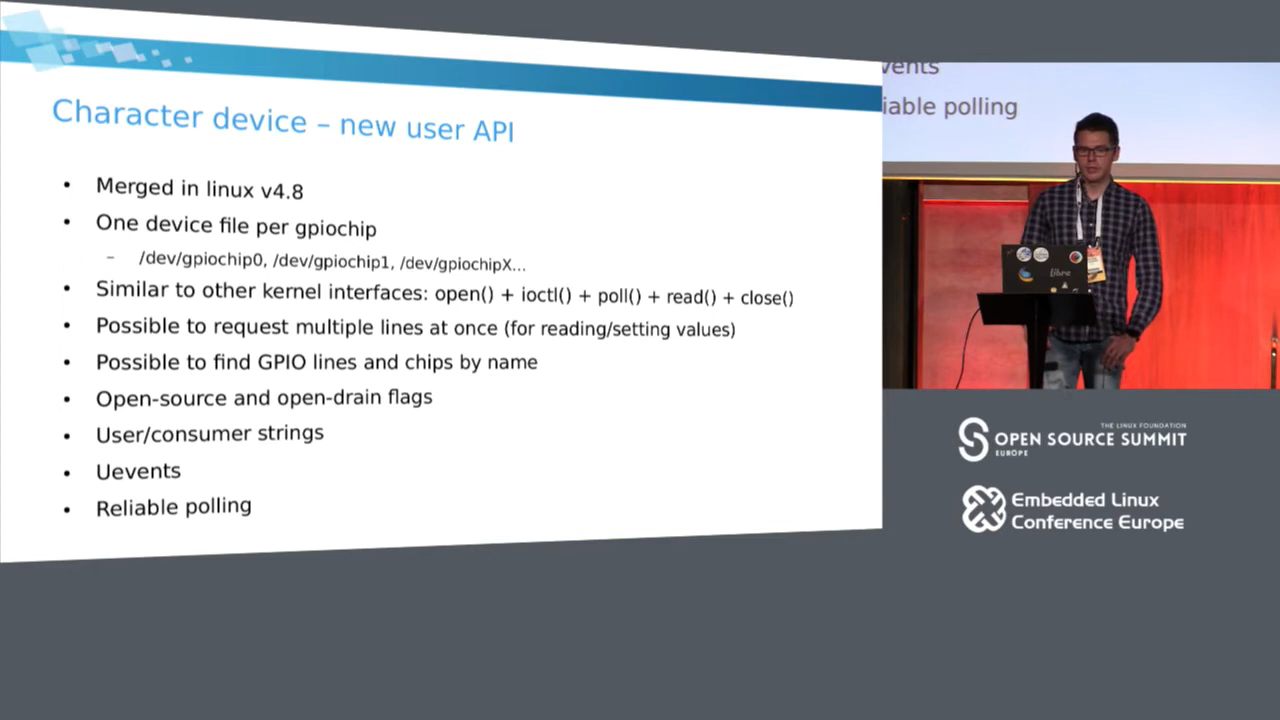 Character device – new user API
• Merged in linux v4.8
• One device file per gpiochip
– /dev/gpiochip0, /dev/gpiochip1, /dev/gpiochipX...
• Similar to other kernel interfaces: open() + ioctl() + poll() + read() + close()
• Possible to request multiple lines at once (for reading/setting values)
• Possible to find GPIO lines and chips by name
• Open-source and open-drain flags
• User/consumer strings
• Uevents
• Reliable polling
vents
iable polling
Libre
THE LINUX FOUNDATION
OPEN SOURCE SUMMIT
EUROPE
Embedded Linux
Conference Europe